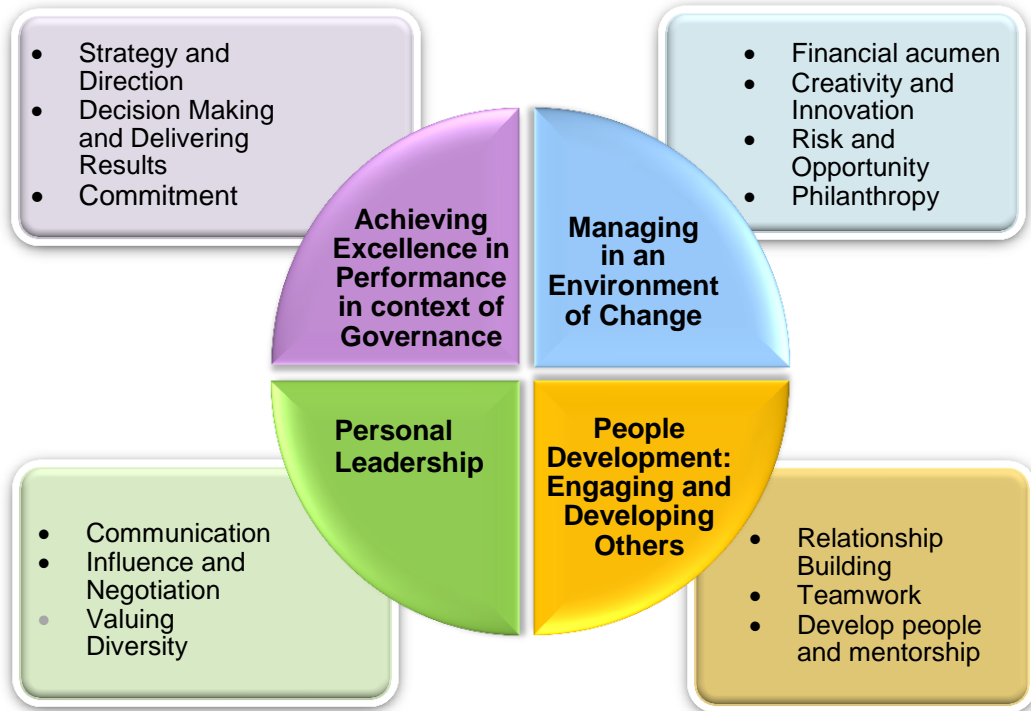 • Strategy and
Direction
• Decision Making
and Delivering
Results
• Commitment
• Financial acumen
• Creativity and
Innovation
• Risk and
Opportunity
• Philanthropy
Achieving
Excellence in
Performance
in context of
Governance
Managing
in an
Environment
of Change
Personal
Leadership
People
Development:
Engaging and
Developing
Others
• Communication
• Influence and
Negotiation
• Valuing
Diversity
• Relationship
Building
• Teamwork
• Develop people
and mentorship